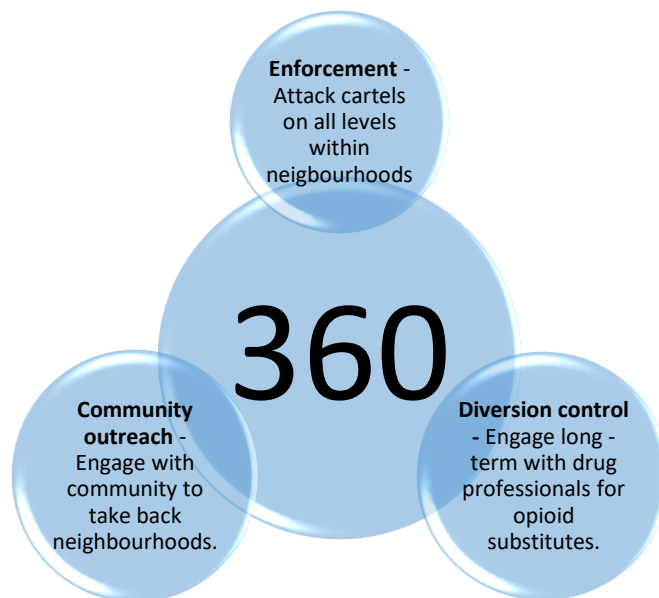 Enforcement -
Attack cartels
on all levels
within
neigbourhoods
360
Community
outreach -
Engage with
community to
take back
neighbourhoods.
Diversion control
- Engage long -
term with drug
professionals for
opioid
substitutes.